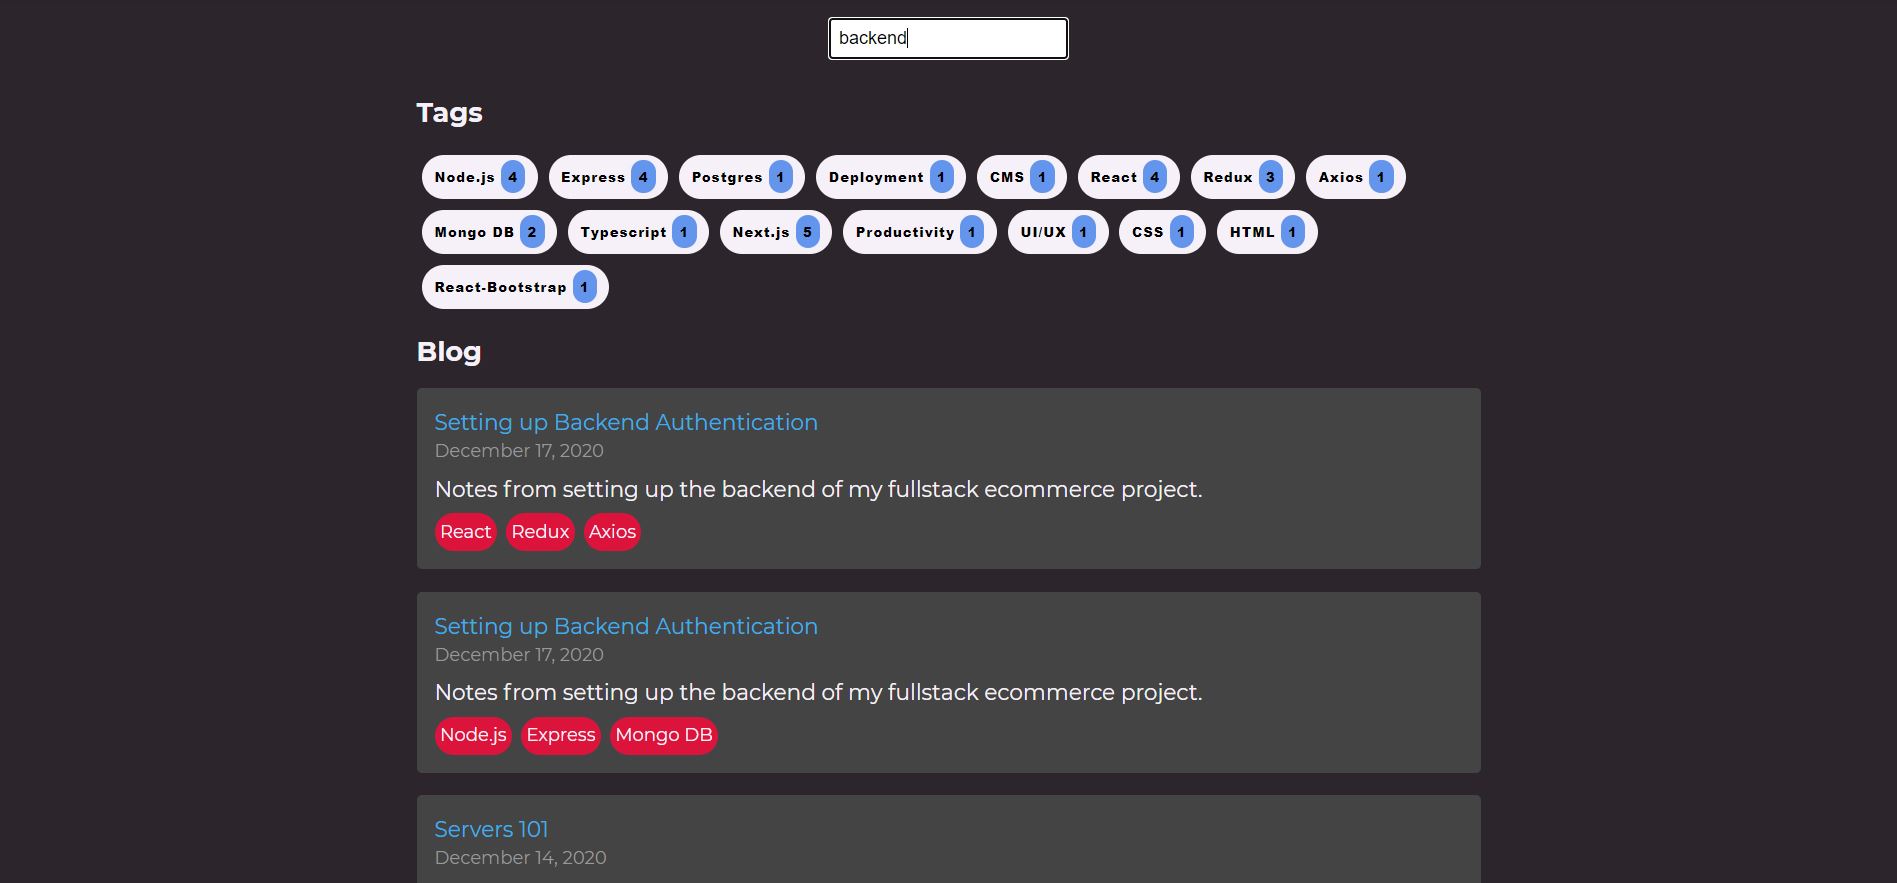 backend
Tags
Node.js 4 Express 4 Postgres 1 Deployment 1 CMS 1 React 4 Redux 3 Axios 1
Mongo DB 2 Typescript 1 Next.js 5 Productivity 1 UI/UX 1 CSS 1 HTML 1
React-Bootstrap 1
Blog
Setting up Backend Authentication
December 17, 2020
Notes from setting up the backend of my fullstack ecommerce project.
React Redux Axios
Setting up Backend Authentication
December 17, 2020
Notes from setting up the backend of my fullstack ecommerce project.
Node.js Express Mongo DB
Servers 101
December 14, 2020